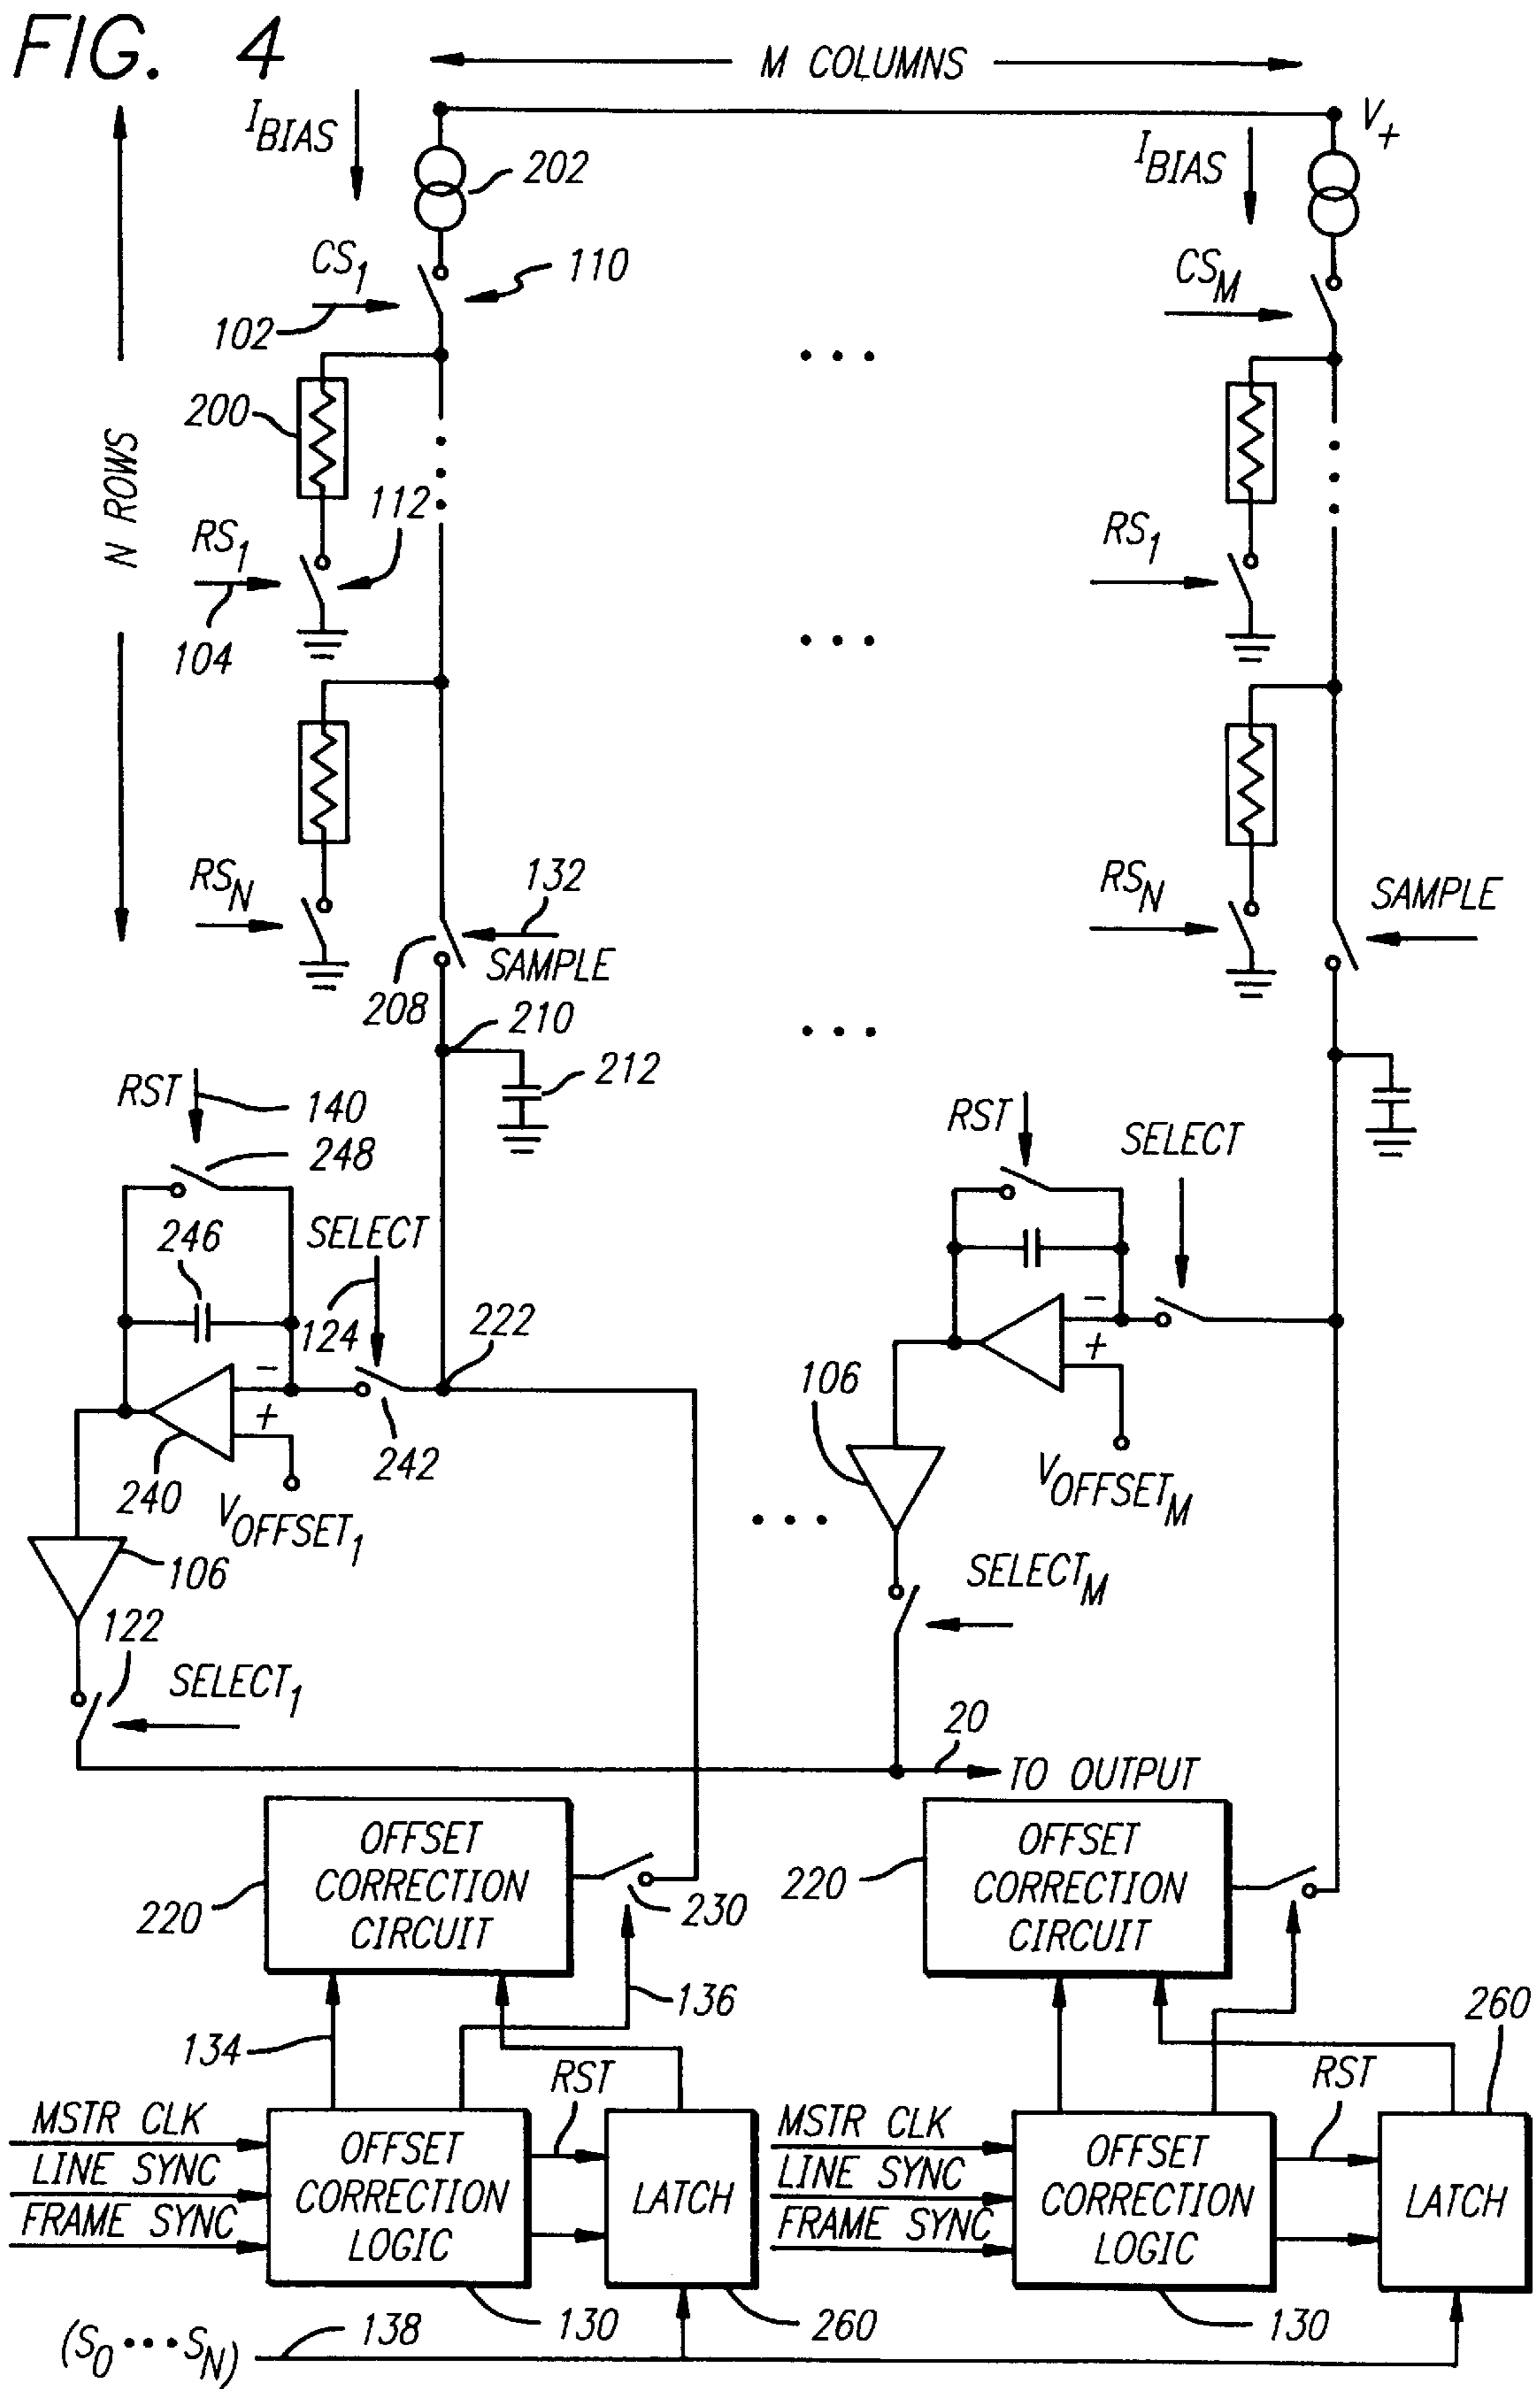 FIG. 4
M COLUMNS
I BIAS
I BIAS
V+
202
CS1
110
CSM
102
200
N ROWS
112
RS1
RS1
104
132
RSN
RSN
SAMPLE
SAMPLE
208
210
212
RST
140
RST
248
SELECT
246
SELECT
124
222
-
+
-
+
106
242
240
VOFFSET1
VOFFSETM
106
SELECTM
122
SELECT1
20
TO OUTPUT
OFFSET
CORRECTION
CIRCUIT
220
230
OFFSET
CORRECTION
CIRCUIT
220
136
260
134
RST
RST
MSTR CLK
LINE SYNC
FRAME SYNC
OFFSET
CORRECTION
LOGIC
LATCH
MSTR CLK
LINE SYNC
FRAME SYNC
OFFSET
CORRECTION
LOGIC
LATCH
130
260
130
(S0 ••• SN)
138